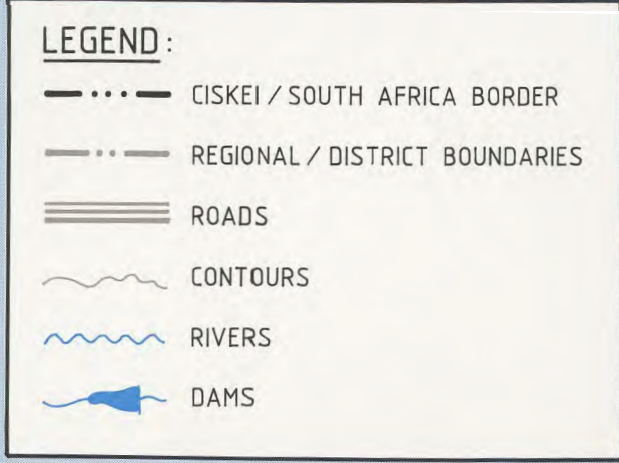 LEGEND:
CISKEI / SOUTH AFRICA BORDER
REGIONAL / DISTRICT BOUNDARIES
ROADS
CONTOURS
RIVERS
DAMS